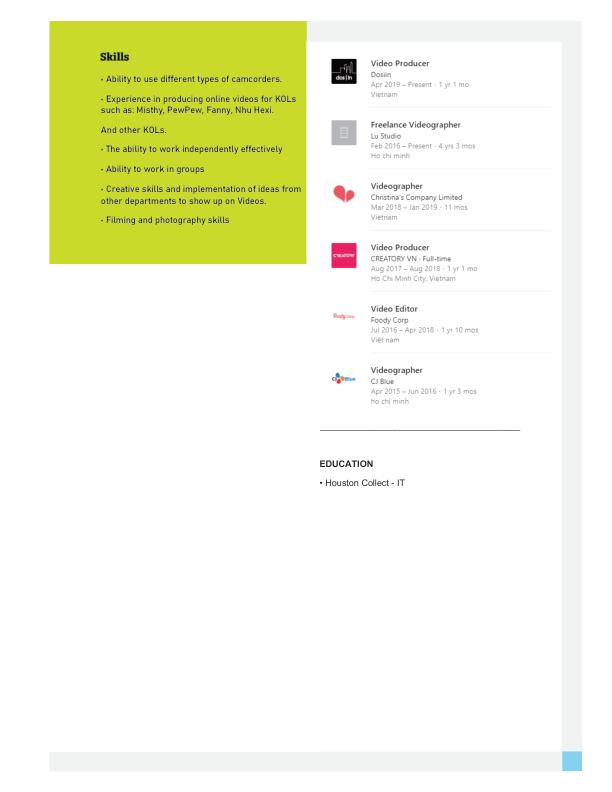 Skills
• Ability to use different types of camcorders.
• Experience in producing online videos for KOLs
such as: Misthy, PewPew, Fanny, Nhu Hexi.
And other KOLs.
• The ability to work independently effectively
• Ability to work in groups
• Creative skills and implementation of ideas from
other departments to show up on Videos.
• Filming and photography skills
dosiin
Video Producer
Dosiin
Apr 2019 – Present · 1 yr 1 mo
Vietnam
Freelance Videographer
Lu Studio
Feb 2016 – Present · 4 yrs 3 mos
Ho chi minh
Videographer
Christina's Company Limited
Mar 2018 – Jan 2019 · 11 mos
Vietnam
CREATORY
Video Producer
CREATORY VN · Full-time
Aug 2017 – Aug 2018 · 1 yr 1 mo
Ho Chi Minh City, Vietnam
Foody Corp
Video Editor
Foody Corp
Jul 2016 – Apr 2018 · 1 yr 10 mos
Việt nam
CJ Blue
Videographer
CJ Blue
Apr 2015 – Jun 2016 · 1 yr 3 mos
ho chi minh
EDUCATION
• Houston Collect - IT